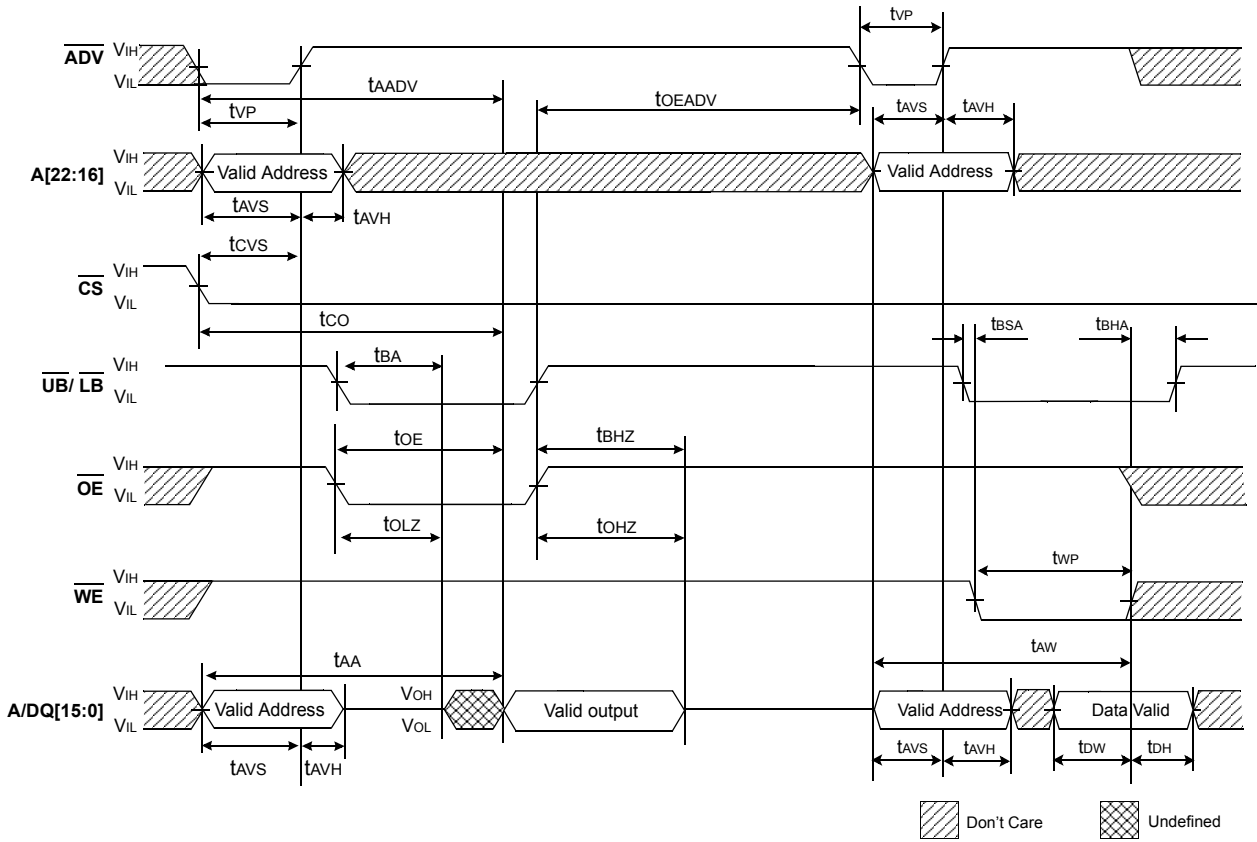 tVP
ADV VIH
VIL
tAADV
tOEADV
tVP
tAVS tAVH
A[22:16] VIH
VIL
Valid Address
Valid Address
tAVS tAVH
tCVS
CS VIH
VIL
tCO
tBSA tBHA
UB/ LB VIH
VIL
tBA
tOE tBHZ
OE VIH
VIL
tOLZ tOHZ
WE VIH
VIL
tWP
tAA tAW
A/DQ[15:0] VIH
VIL
Valid Address
VOH
VOL
Valid output
Valid Address
Data Valid
tAVS tAVH
tAVS tAVH tDW tDH
Don't Care
Undefined